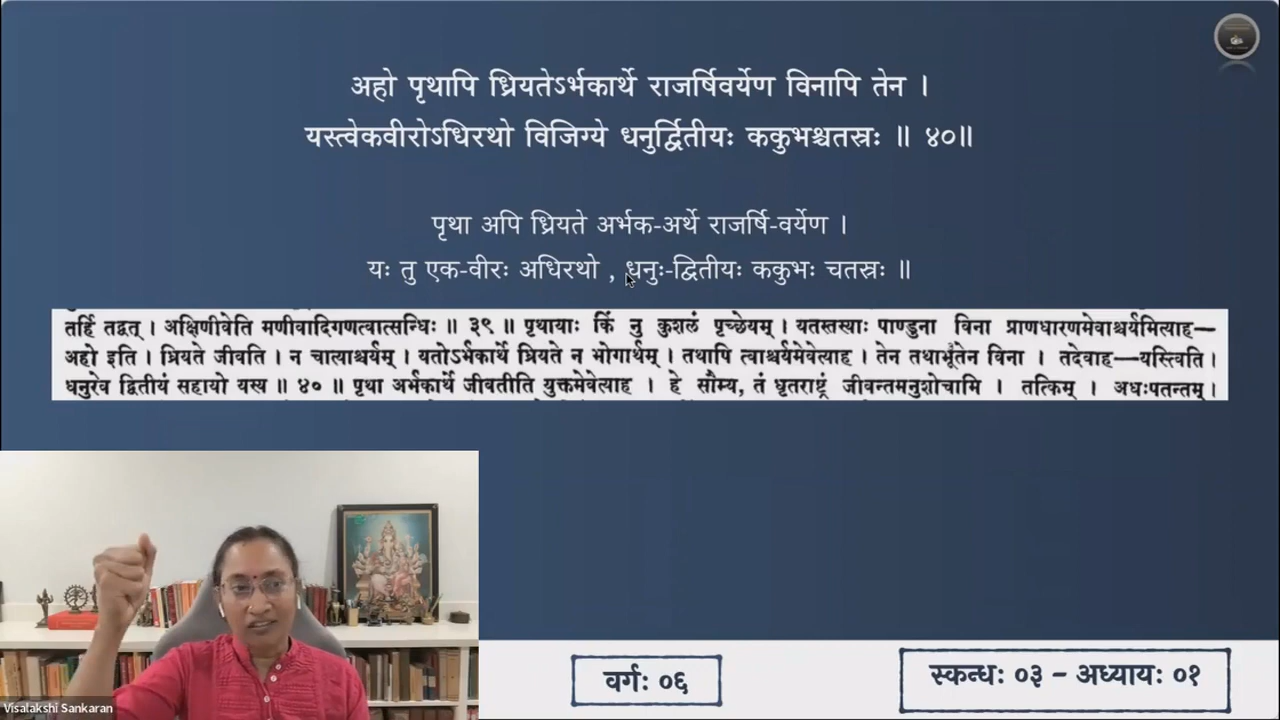 अहो पृथापि ध्रियतेऽर्भकार्थे राजर्षिवर्येण विनापि तेन ।
यस्त्वेकवीरोऽधिरथो विजिग्ये धनुर्द्वितीयः ककुभश्चतस्रः ॥ ४०॥
पृथा अपि ध्रियते अर्भक-अर्थे राजर्षि-वर्येण ।
यः तु एक-वीरः अधिरथो , धनुः-द्वितीयः ककुभः चतस्रः ॥
तर्हि तद्वत् । अक्षिणीवेति मणीवादिगणत्वात्सन्धिः ॥ ३९ ॥ पृथायाः किं नु कुशलं पृच्छेयम् । यतस्तस्याः पाण्डुना विना प्राणधारणमेवाश्चर्यमित्याह—
अहो इति । ध्रियते जीवति । न चात्याश्चर्यम् । यतोऽर्भकार्थे ध्रियते न भोगार्थम् । तथापि त्वाश्चर्यमेवेत्याह । तेन तथाभूतेन विना । तदेवाह—यस्त्विति ।
धनुरेव द्वितीयं सहायो यस्य ॥ ४० ॥ पृथा अर्भकार्थे जीवतीति युक्तमेवेत्याह । हे सौम्य, तं धृतराष्ट्रं जीवन्तमनुशोचामि । तत्किम् । अधःपतन्तम् ।
Visalakshi Sankaran
वर्गः ०६
स्कन्धः ०३ – अध्यायः ०१